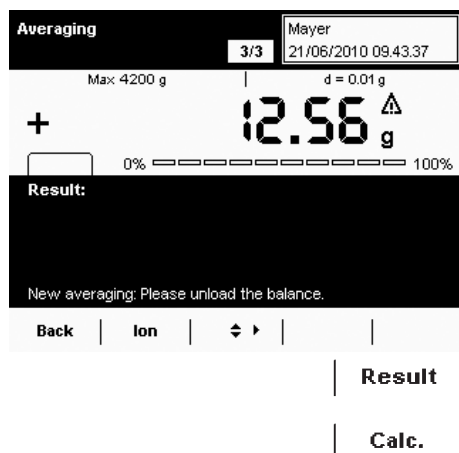 Averaging
3/3
Mayer
21/06/2010 09.43.37
Max 4200 g
d = 0.01 g
+ 12.56 g
0% 100%
Result:
New averaging: Please unload the balance.
Back Ion
Result
Calc.